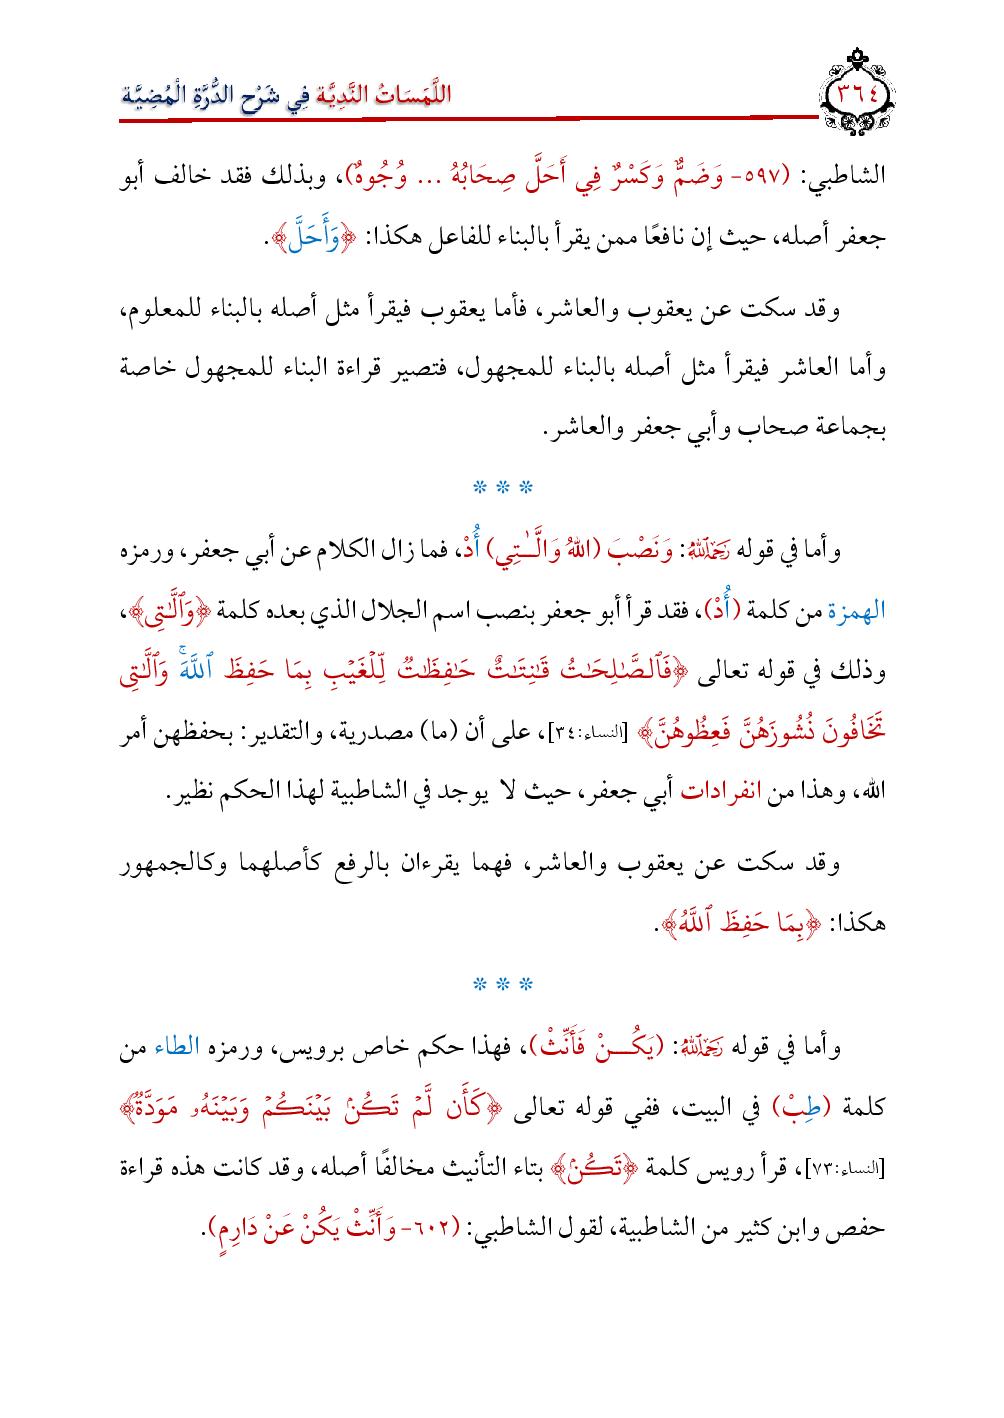 ٣٦٤
اللَّمَسَاتُ النَّدِيَّة فِي شَرْح الدُّرَّةِ الْمُضِيَّة
الشاطبي: (٥٩٧- وَضَمٌّ وَكَسْرٌ فِي أَحَلَّ صِحَابُهُ ... وُجُوهٌ)، وبذلك فقد خالف أبو
جعفر أصله، حيث إن نافعًا ممن يقرأ بالبناء للفاعل هكذا: ﴿وَأَحَلَّ﴾.
وقد سكت عن يعقوب والعاشر، فأما يعقوب فيقرأ مثل أصله بالبناء للمعلوم،
وأما العاشر فيقرأ مثل أصله بالبناء للمجهول، فتصير قراءة البناء للمجهول خاصة
بجماعة صحاب وأبي جعفر والعاشر.
* * *
وأما في قوله رَحِمَهُ ٱللَّهُ: وَنَصْبَ (اللهُ وَالَّـٰـتِي) أُدْ، فما زال الكلام عن أبي جعفر، ورمزه
الهمزة من كلمة (أُدْ)، فقد قرأ أبو جعفر بنصب اسم الجلال الذي بعده كلمة ﴿وَٱلَّـٰتِى﴾،
وذلك في قوله تعالى ﴿فَٱلصَّـٰلِحَـٰتُ قَـٰنِتَـٰتٌ حَـٰفِظَـٰتٌ لِّلْغَيْبِ بِمَا حَفِظَ ٱللَّهَۚ وَٱلَّـٰتِى
تَخَافُونَ نُشُوزَهُنَّ فَعِظُوهُنَّ﴾ [النساء:٣٤]، على أن (ما) مصدرية، والتقدير: بحفظهن أمر
الله، وهذا من انفرادات أبي جعفر، حيث لا يوجد في الشاطبية لهذا الحكم نظير.
وقد سكت عن يعقوب والعاشر، فهما يقرءان بالرفع كأصلهما وكالجمهور
هكذا: ﴿بِمَا حَفِظَ ٱللَّهُ﴾.
* * *
وأما في قوله رَحِمَهُ ٱللَّهُ: (يَكُــنْ فَأَنِّثْ)، فهذا حكم خاص برويس، ورمزه الطاء من
كلمة (طِبْ) في البيت، ففي قوله تعالى ﴿كَأَن لَّمْ تَكُنۢ بَيْنَكُمْ وَبَيْنَهُۥ مَوَدَّةٌ﴾
[النساء:٧٣]، قرأ رويس كلمة ﴿تَكُنۢ﴾ بتاء التأنيث مخالفًا أصله، وقد كانت هذه قراءة
حفص وابن كثير من الشاطبية، لقول الشاطبي: (٦٠٢- وَأَنِّثْ يَكُنْ عَنْ دَارِمٍ).